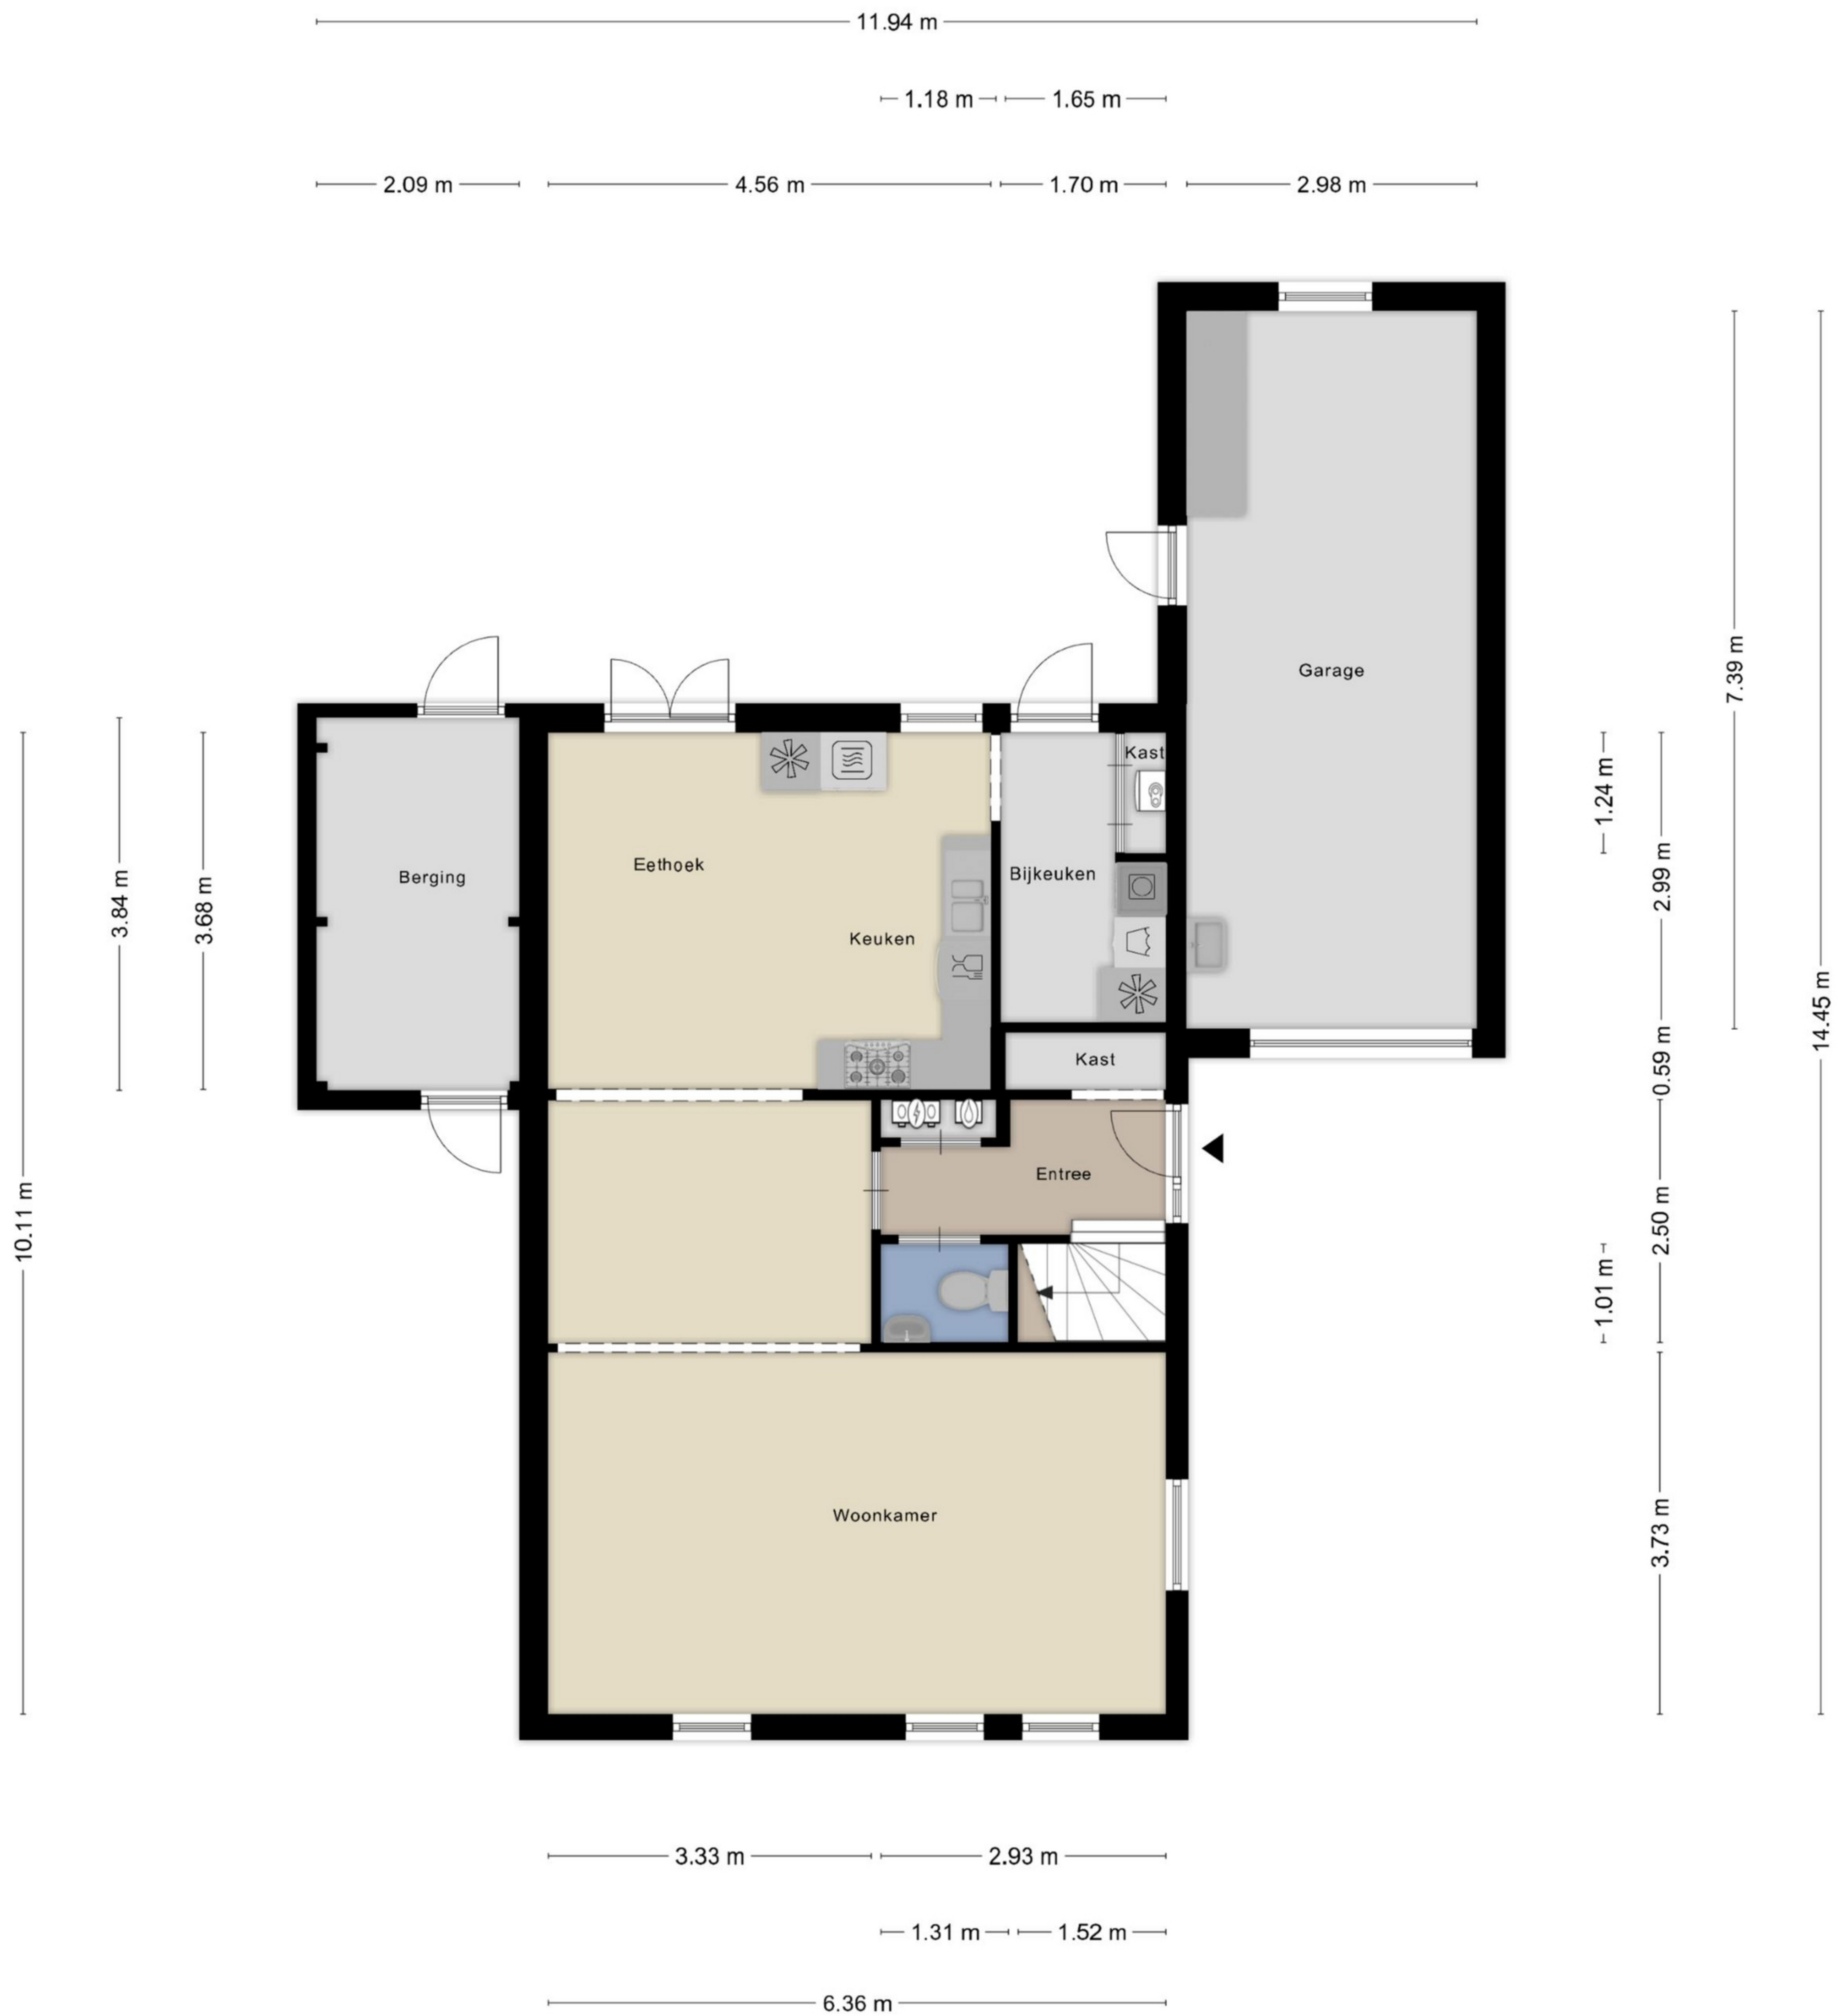 11.94 m
1.18 m
1.65 m
2.09 m
4.56 m
1.70 m
2.98 m
Garage
7.39 m
Kast
1.24 m
Eethoek
Bijkeuken
Berging
3.84 m
3.68 m
2.99 m
Keuken
14.45 m
Kast
0.59 m
Entree
10.11 m
2.50 m
1.01 m
Woonkamer
3.73 m
3.33 m
2.93 m
1.31 m
1.52 m
6.36 m